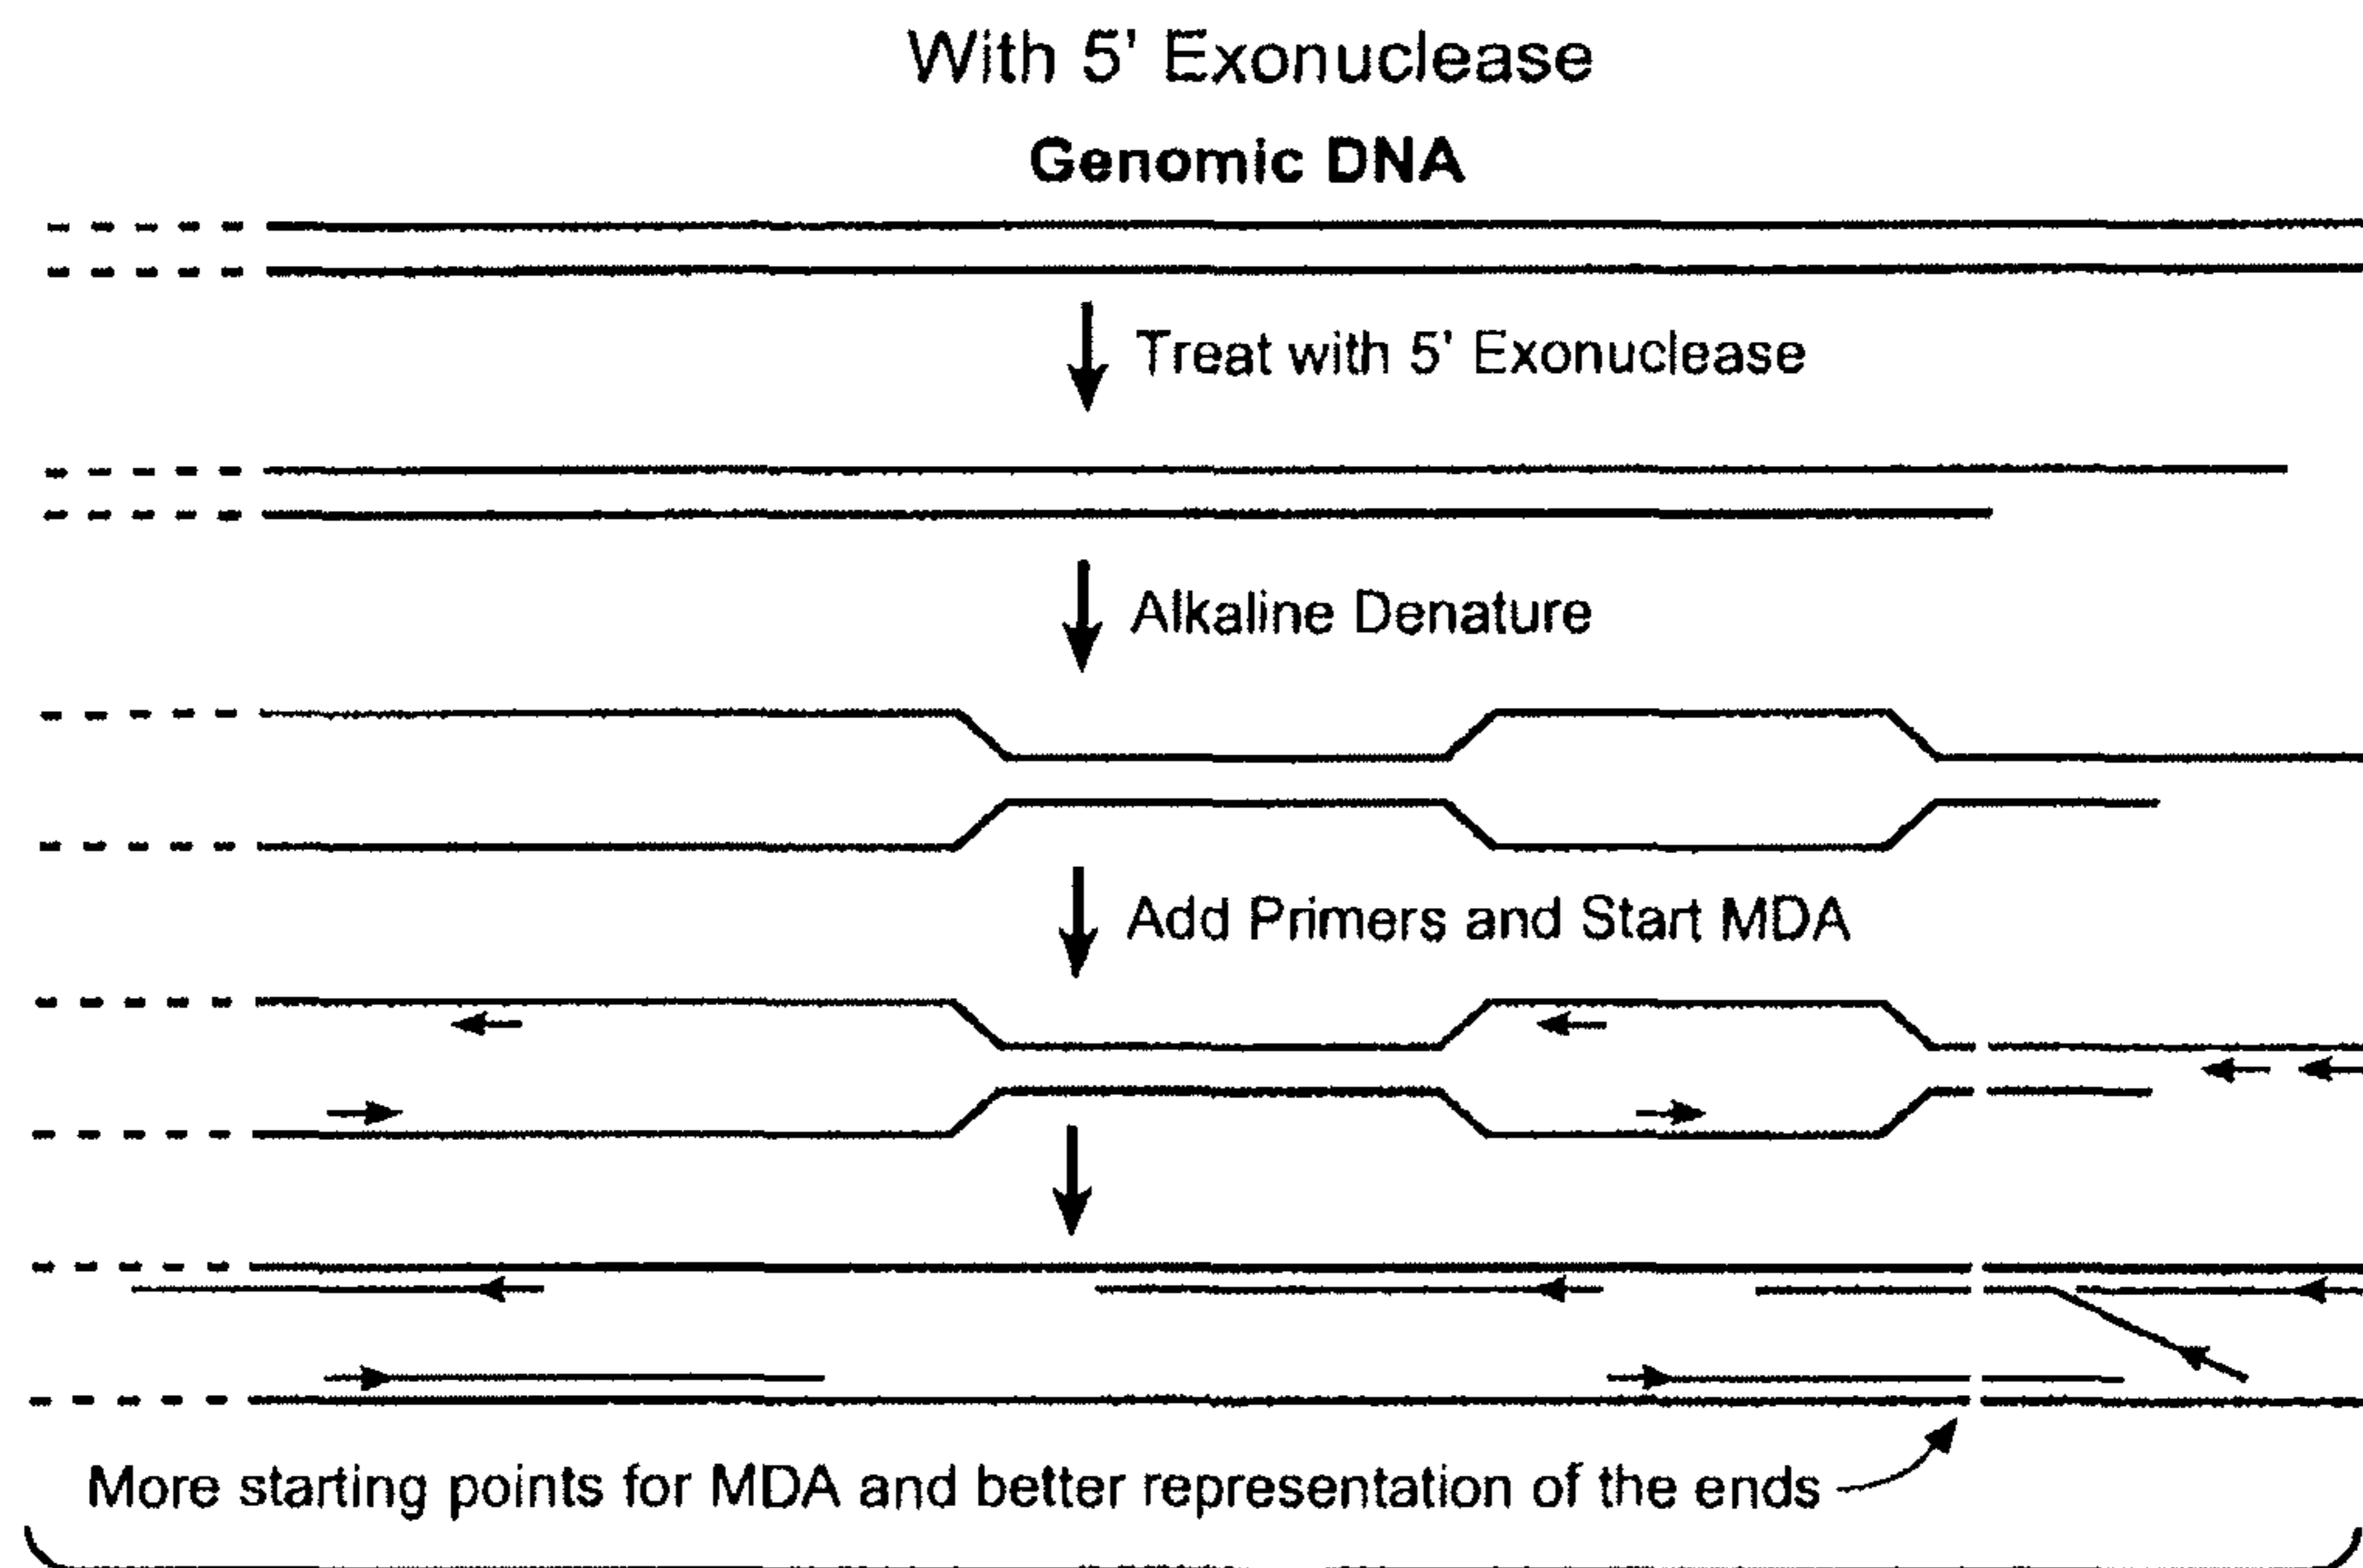 With 5' Exonuclease
Genomic DNA
Treat with 5' Exonuclease
Alkaline Denature
Add Primers and Start MDA
More starting points for MDA and better representation of the ends